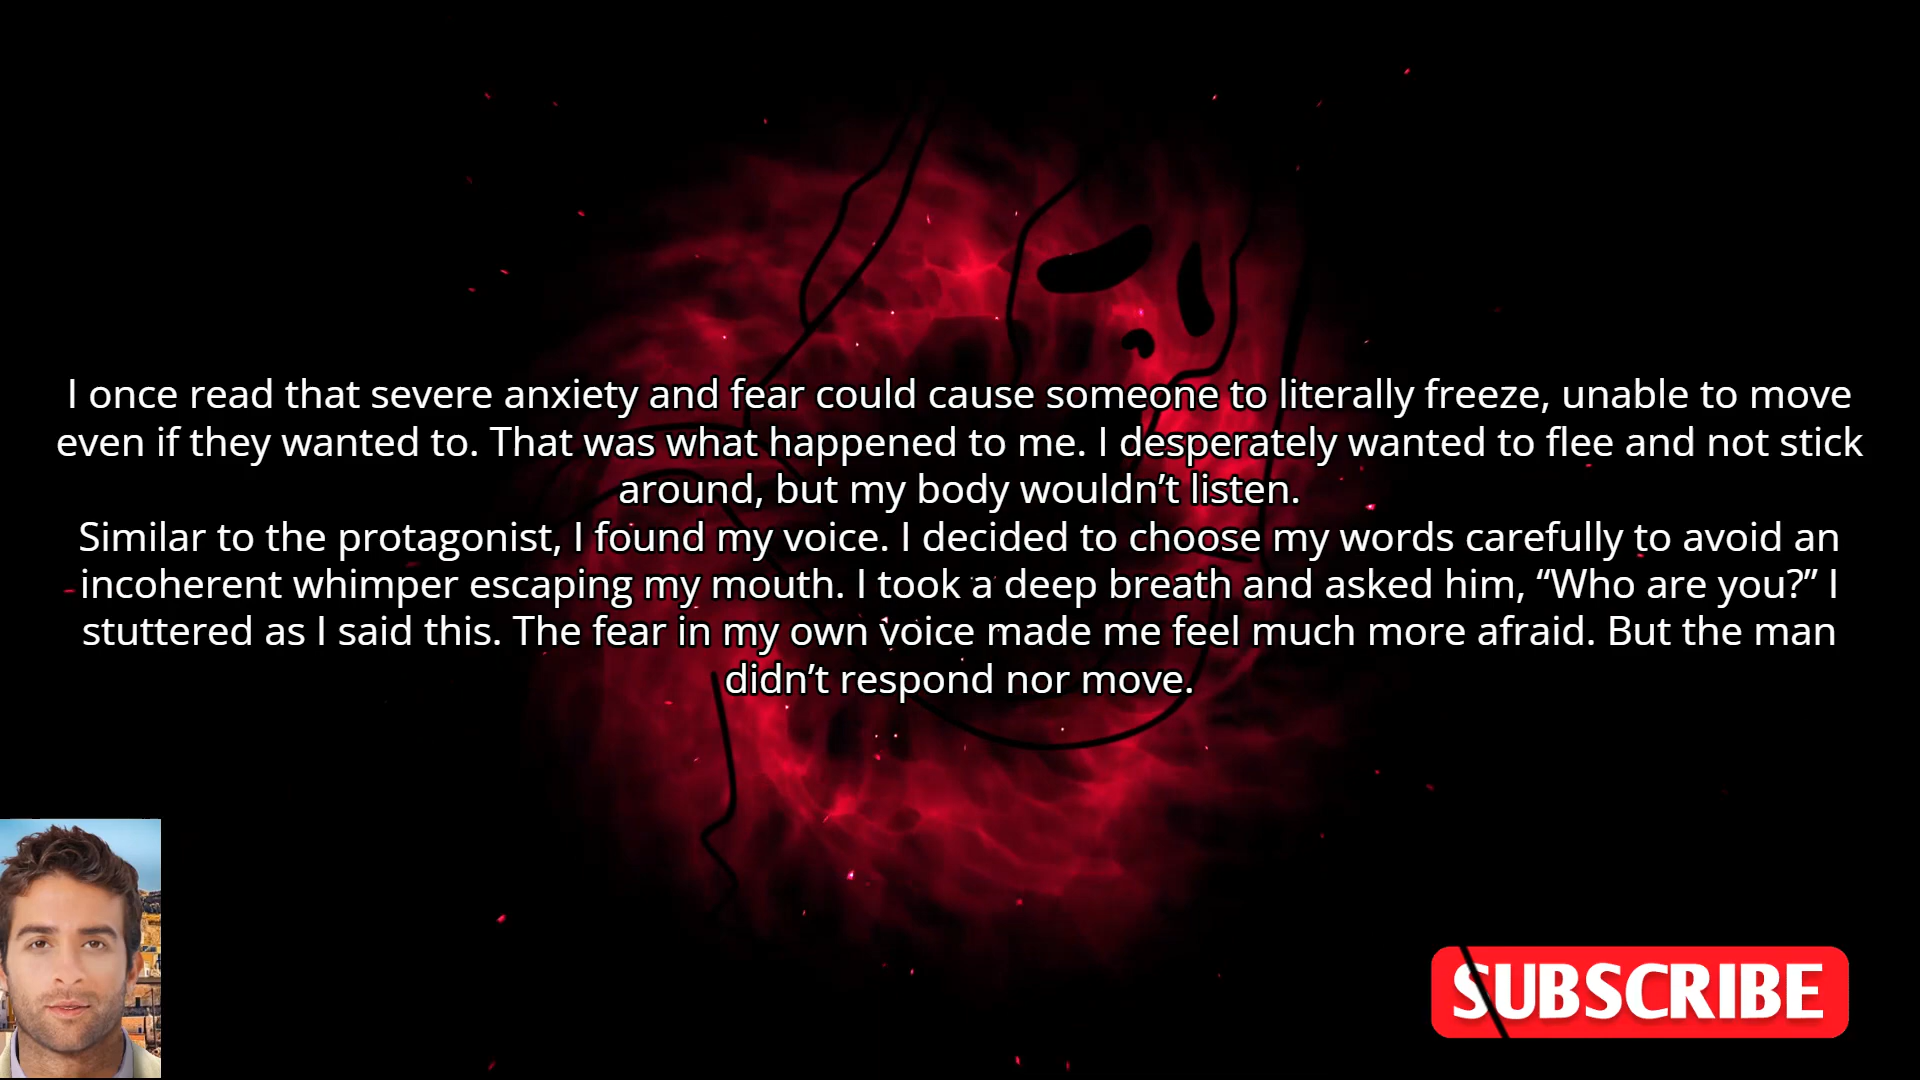 I once read that severe anxiety and fear could cause someone to literally freeze, unable to move
even if they wanted to. That was what happened to me. I desperately wanted to flee and not stick
around, but my body wouldn’t listen.
Similar to the protagonist, I found my voice. I decided to choose my words carefully to avoid an
incoherent whimper escaping my mouth. I took a deep breath and asked him, “Who are you?” I
stuttered as I said this. The fear in my own voice made me feel much more afraid. But the man
didn’t respond nor move.
SUBSCRIBE